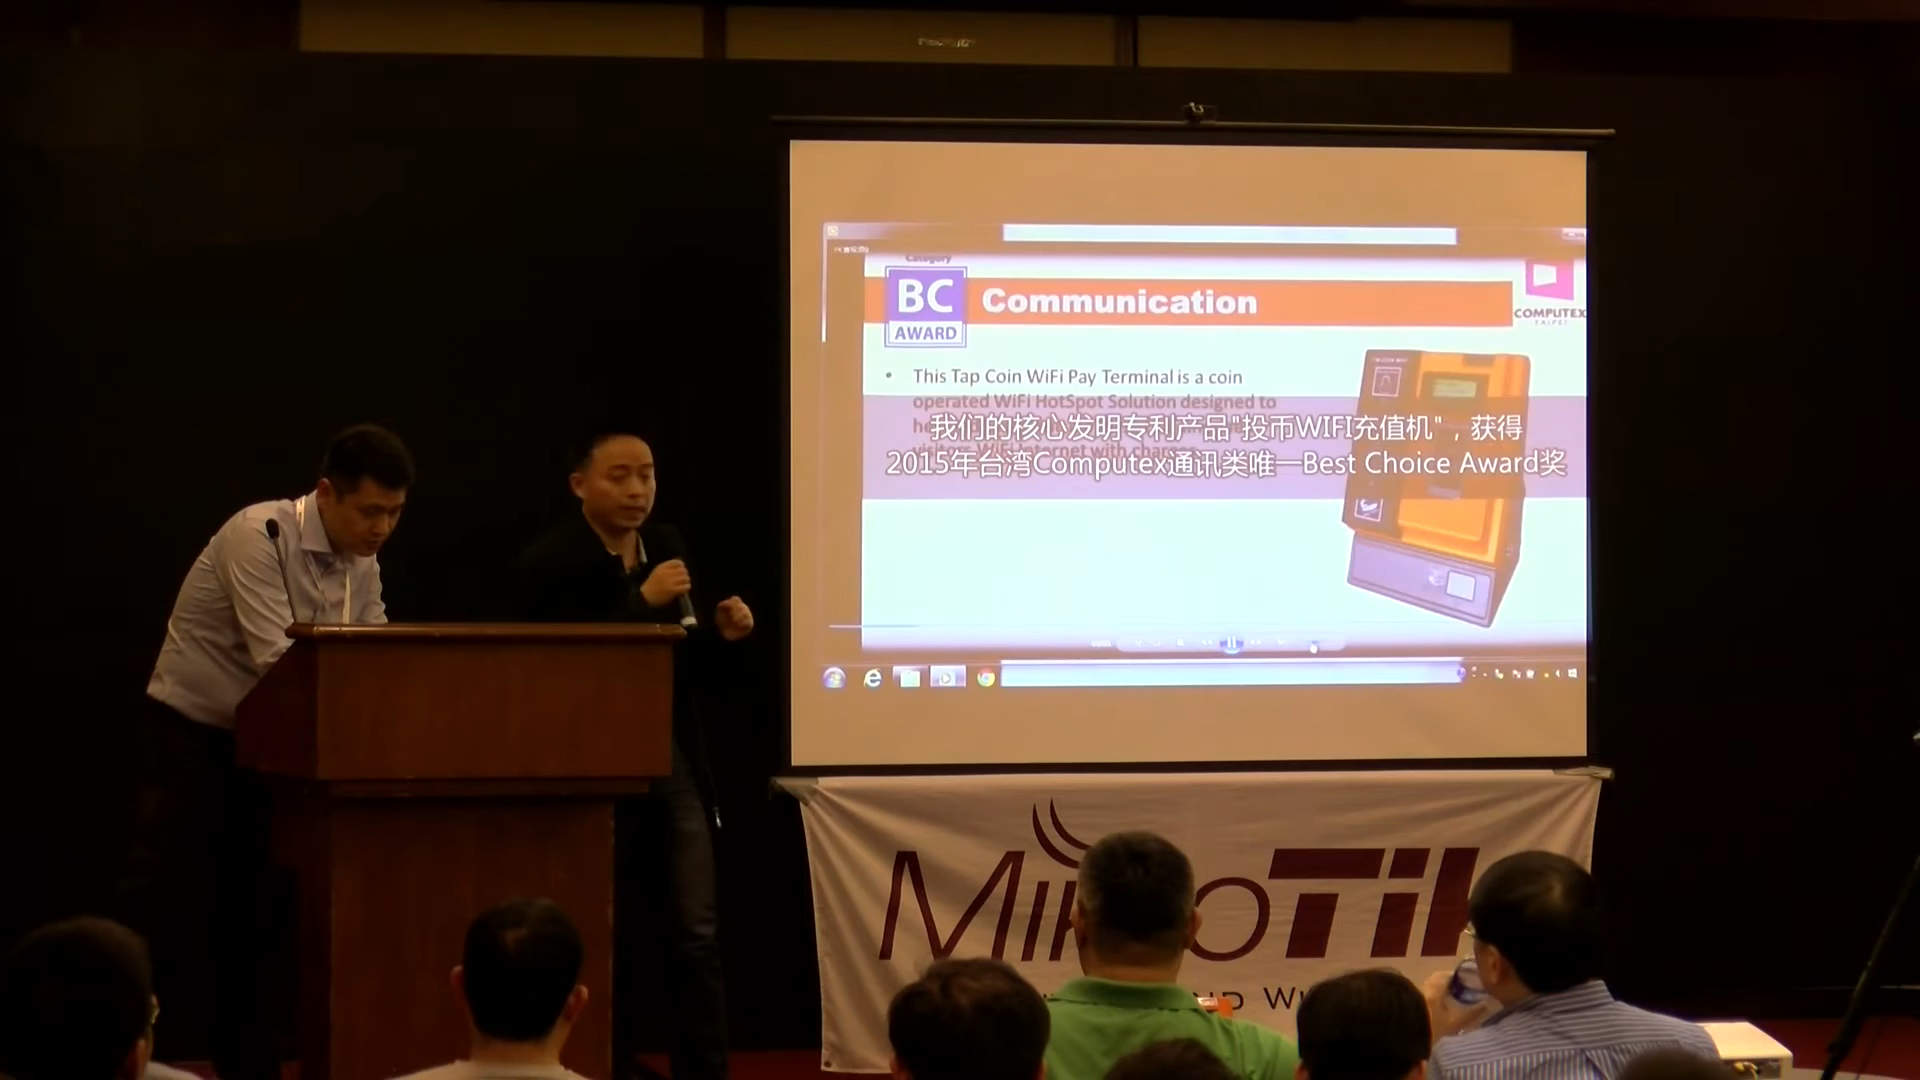 Category
BC
AWARD
Communication
COMPUTEX
TAIPEI
• This Tap Coin WiFi Pay Terminal is a coin
operated WiFi HotSpot Solution designed to
我们的核心发明专利产品"投币WIFI充值机"，获得
2015年台湾Computex通讯类唯一Best Choice Award奖
MikroTik